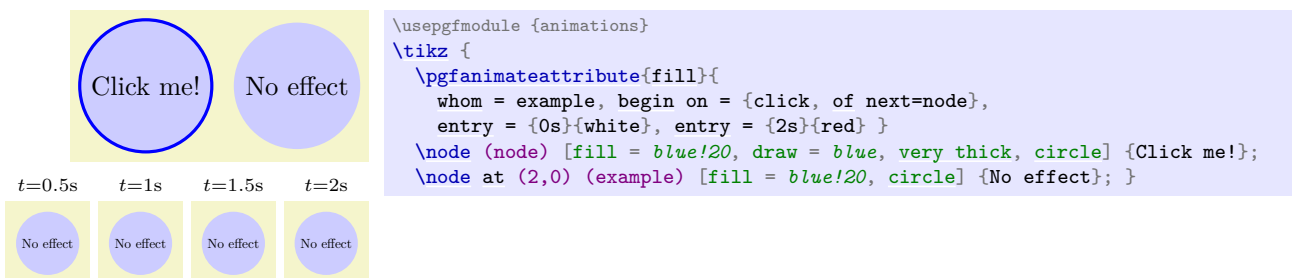 Click me! No effect
t=0.5s t=1s t=1.5s t=2s
No effect No effect No effect No effect
\usepgfmodule {animations}
\tikz {
  \pgfanimateattribute{fill}{
    whom = example, begin on = {click, of next=node},
    entry = {0s}{white}, entry = {2s}{red} }
  \node (node) [fill = blue!20, draw = blue, very thick, circle] {Click me!};
  \node at (2,0) (example) [fill = blue!20, circle] {No effect}; }